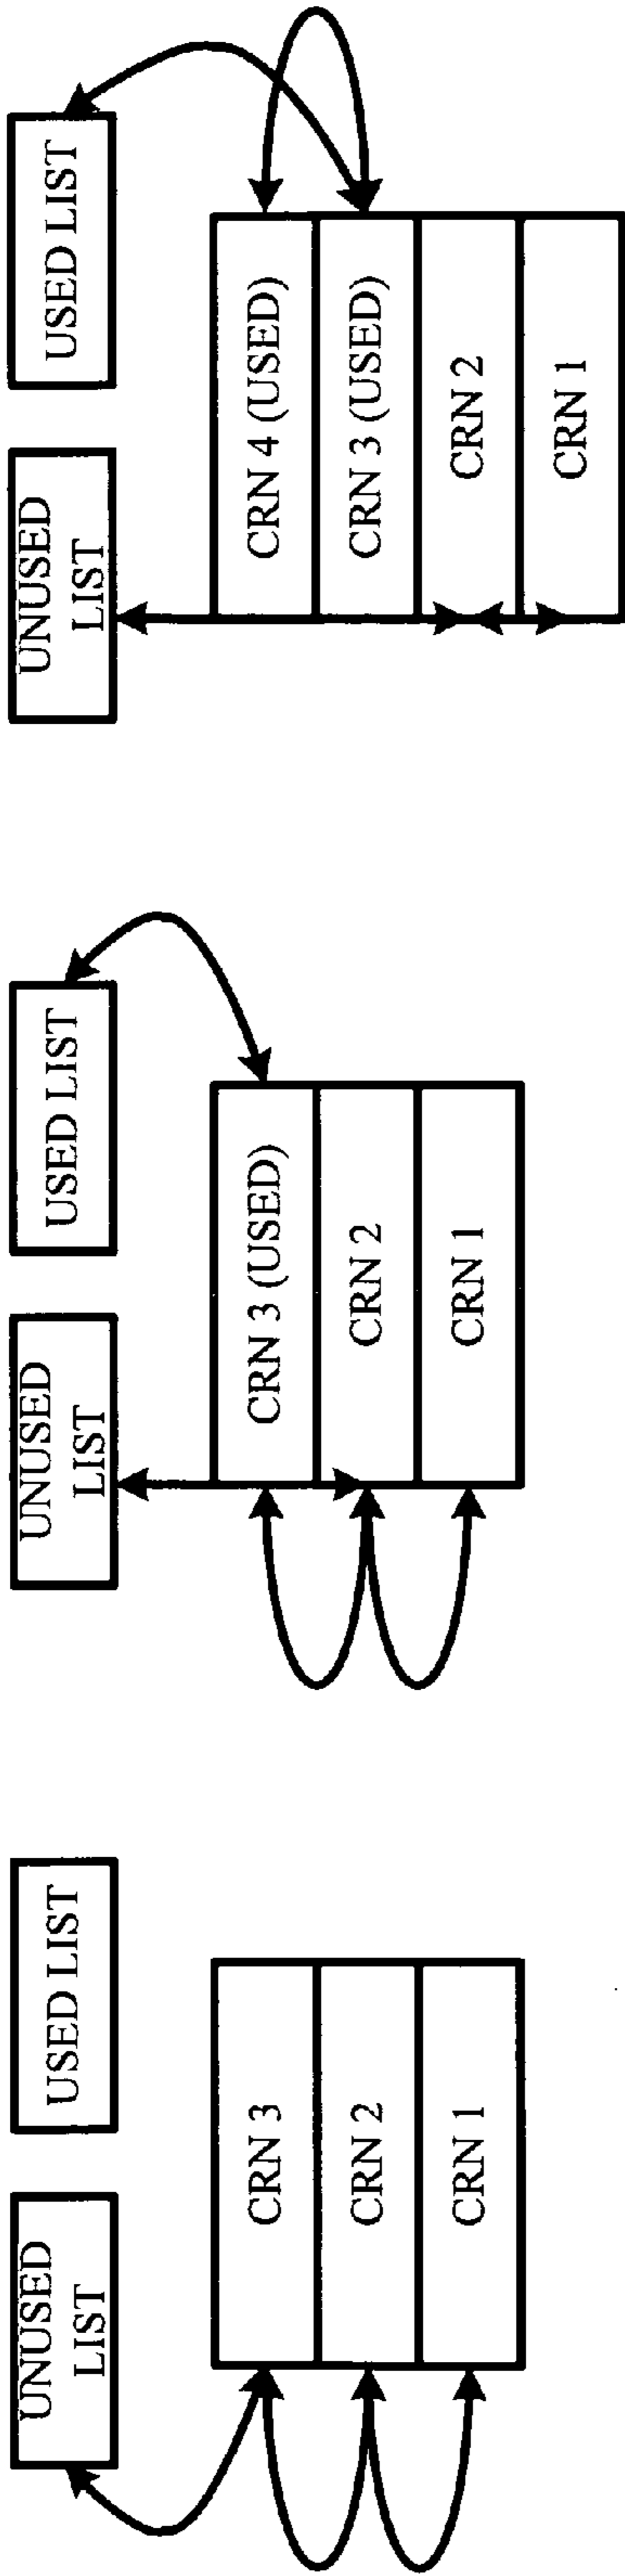 UNUSED
LIST
USED LIST
CRN 3
CRN 2
CRN 1
UNUSED
LIST
USED LIST
CRN 3 (USED)
CRN 2
CRN 1
UNUSED
LIST
USED LIST
CRN 4 (USED)
CRN 3 (USED)
CRN 2
CRN 1